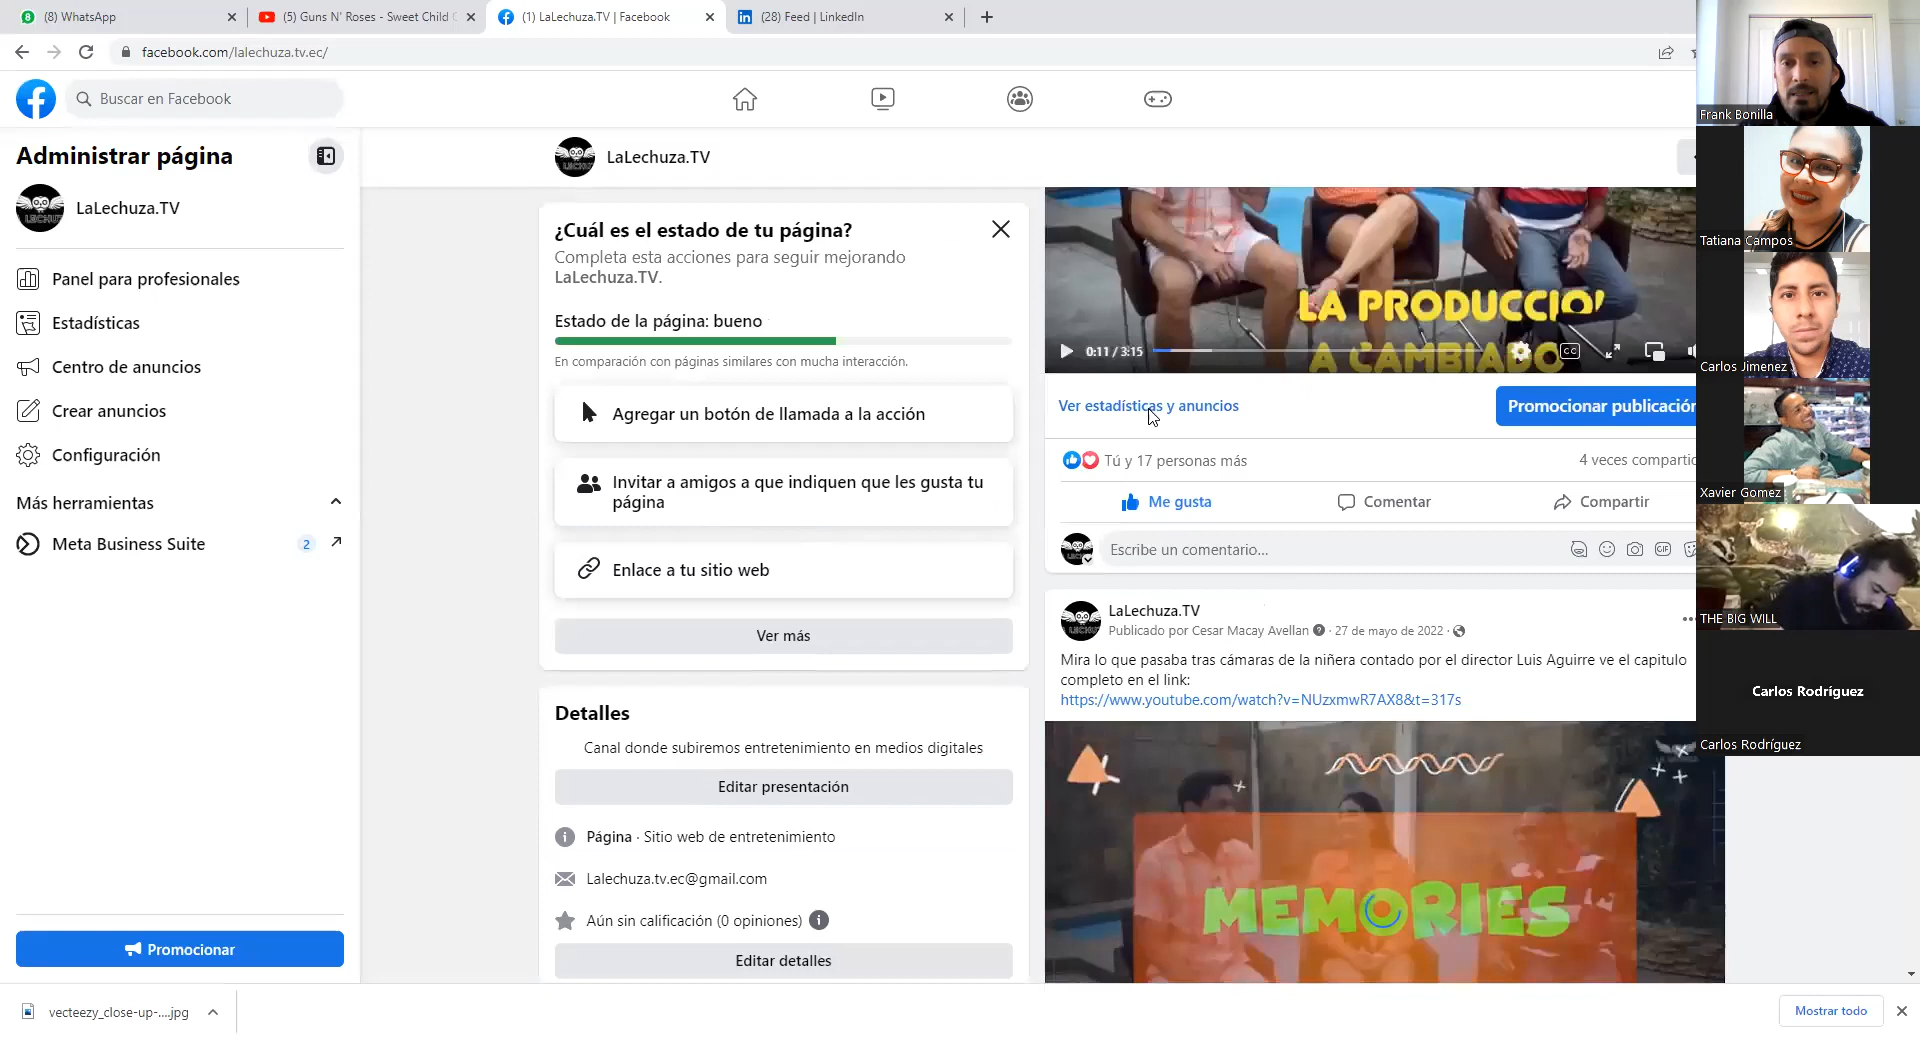 (8) WhatsApp
(5) Guns N' Roses - Sweet Child
(1) LaLechuza.TV | Facebook
(28) Feed | LinkedIn
facebook.com/lalechuza.tv.ec/
Buscar en Facebook
Administrar página
LaLechuza.TV
Panel para profesionales
Estadísticas
Centro de anuncios
Crear anuncios
Configuración
Más herramientas
Meta Business Suite
2
Promocionar
LaLechuza.TV
¿Cuál es el estado de tu página?
Completa esta acciones para seguir mejorando
LaLechuza.TV.
Estado de la página: bueno
En comparación con páginas similares con mucha interacción.
Agregar un botón de llamada a la acción
Invitar a amigos a que indiquen que les gusta tu
página
Enlace a tu sitio web
Ver más
Detalles
Canal donde subiremos entretenimiento en medios digitales
Editar presentación
Página · Sitio web de entretenimiento
Lalechuza.tv.ec@gmail.com
Aún sin calificación (0 opiniones)
Editar detalles
LA PRODUCCIO
A CAMBIADO
0:11 / 3:15
CC
Ver estadísticas y anuncios
Promocionar publicación
Tú y 17 personas más
4 veces compartic
Me gusta
Comentar
Compartir
Escribe un comentario...
GIF
LaLechuza.TV
Publicado por Cesar Macay Avellan · 27 de mayo de 2022 ·
Mira lo que pasaba tras cámaras de la niñera contado por el director Luis Aguirre ve el capitulo
completo en el link:
https://www.youtube.com/watch?v=NUzxmwR7AX8&t=317s
MEMORIES
Frank Bonilla
Tatiana Campos
Carlos Jimenez
Xavier Gomez
THE BIG WILL
Carlos Rodríguez
Carlos Rodríguez
vecteezy_close-up-....jpg
Mostrar todo